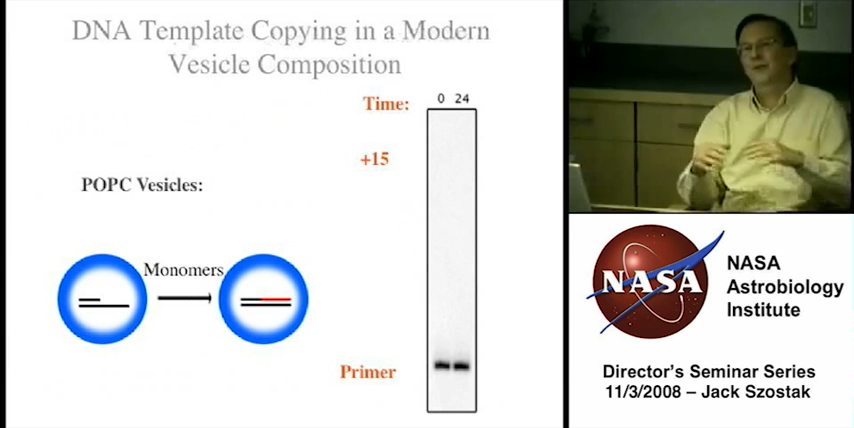 DNA Template Copying in a Modern
Vesicle Composition
Time:
0 24
+15
POPC Vesicles:
Monomers
Primer
NASA
NASA
Astrobiology
Institute
Director's Seminar Series
11/3/2008 – Jack Szostak